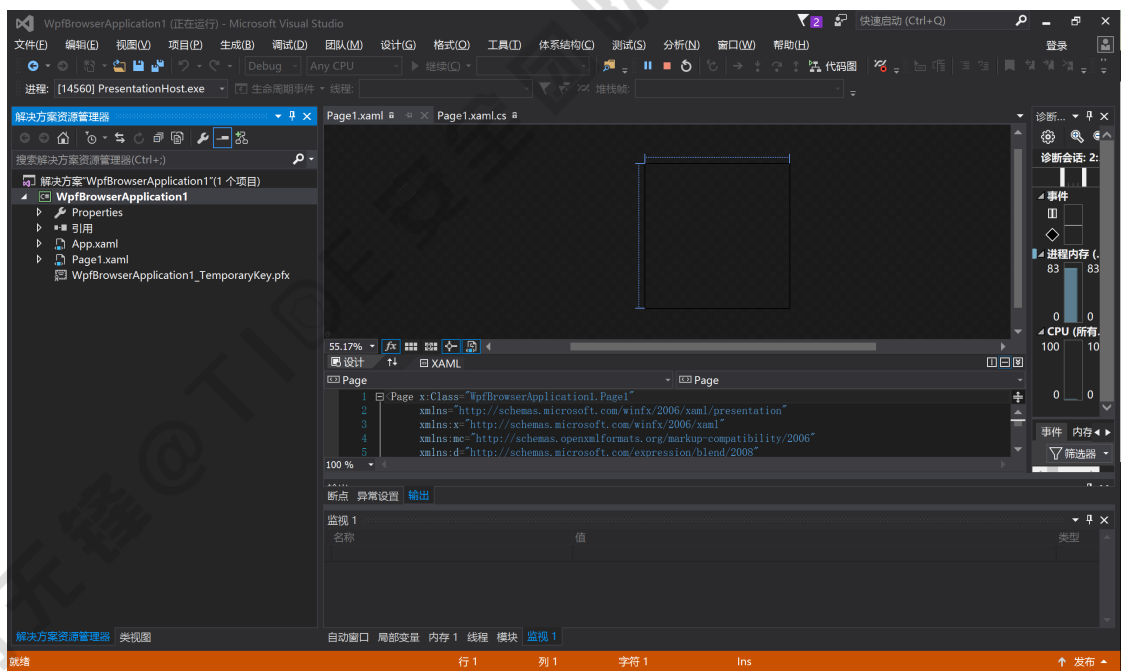 WpfBrowserApplication1 (正在运行) - Microsoft Visual Studio
2
快速启动 (Ctrl+Q)
文件(F) 编辑(E) 视图(V) 项目(P) 生成(B) 调试(D) 团队(M) 设计(G) 格式(O) 工具(T) 体系结构(C) 测试(S) 分析(N) 窗口(W) 帮助(H) 登录
Debug Any CPU 继续(C) 代码图
进程: [14560] PresentationHost.exe 生命周期事件 线程: 堆栈帧:
解决方案资源管理器
搜索解决方案资源管理器(Ctrl+;)
解决方案"WpfBrowserApplication1"(1 个项目)
WpfBrowserApplication1
Properties
引用
App.xaml
Page1.xaml
WpfBrowserApplication1_TemporaryKey.pfx
解决方案资源管理器 类视图
Page1.xaml Page1.xaml.cs
55.17%
设计 XAML
Page Page
1 <Page x:Class="WpfBrowserApplication1.Page1"
2 xmlns="http://schemas.microsoft.com/winfx/2006/xaml/presentation"
3 xmlns:x="http://schemas.microsoft.com/winfx/2006/xaml"
4 xmlns:mc="http://schemas.openxmlformats.org/markup-compatibility/2006"
5 xmlns:d="http://schemas.microsoft.com/expression/blend/2008"
100 %
断点 异常设置 输出
监视 1
名称 值 类型
自动窗口 局部变量 内存 1 线程 模块 监视 1
诊断...
诊断会话: 2:
事件
进程内存 (.
83 83
0 0
CPU (所有.
100 10
0 0
事件 内存
筛选器
就绪 行 1 列 1 字符 1 Ins 发布